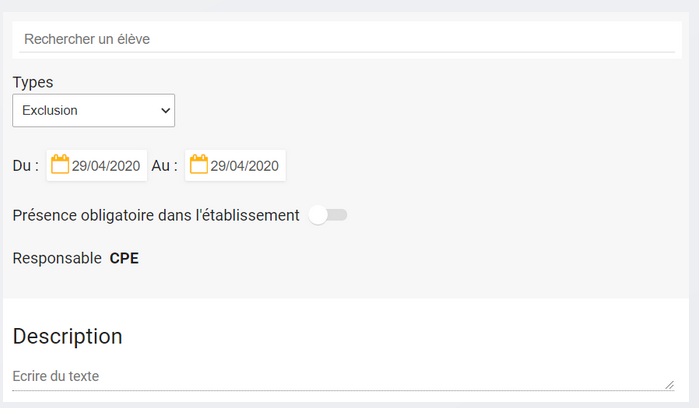 Rechercher un élève
Types
Exclusion
Du : 29/04/2020 Au : 29/04/2020
Présence obligatoire dans l'établissement
Responsable CPE
Description
Ecrire du texte